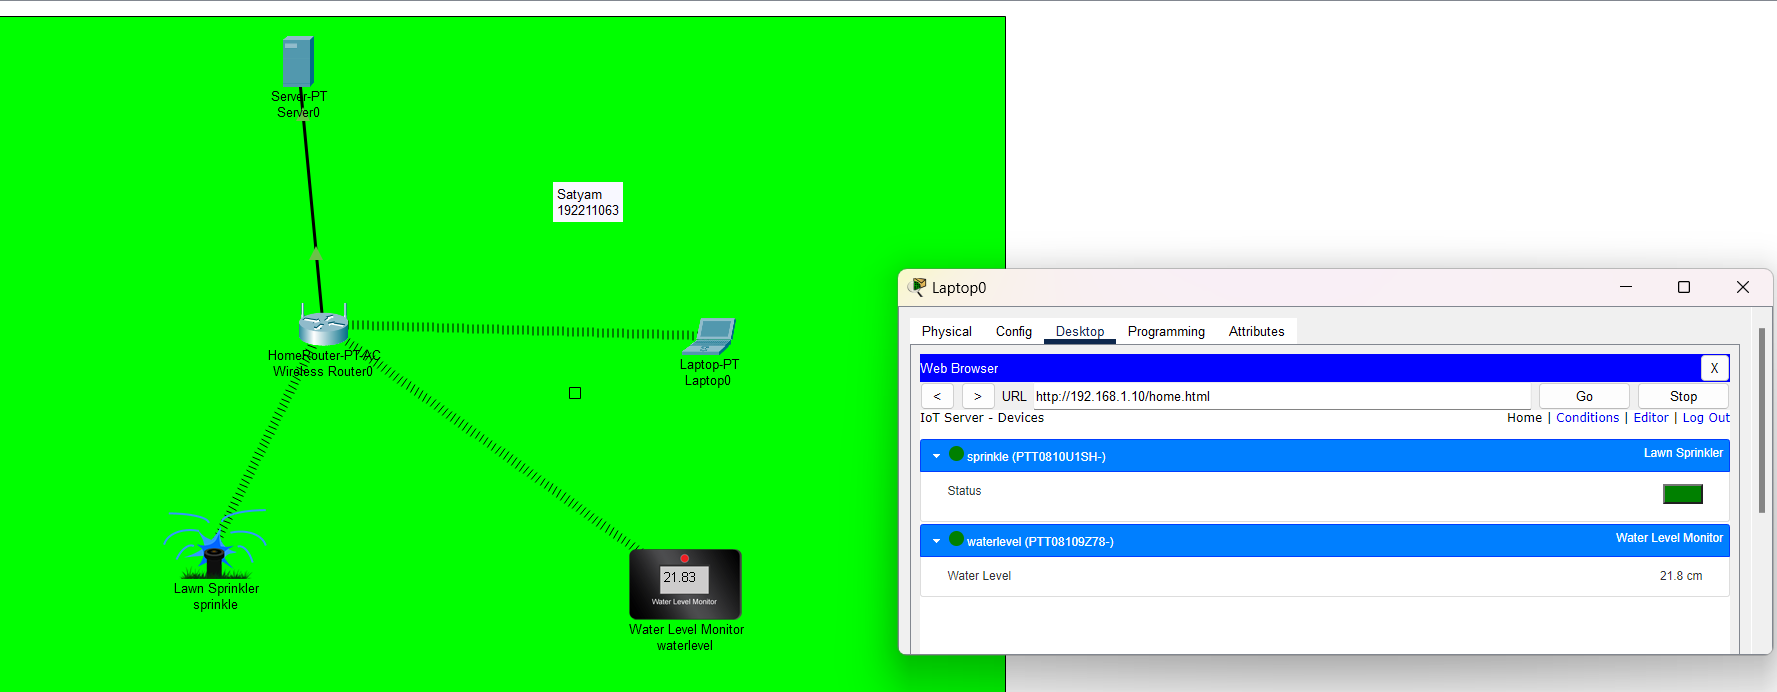 Server-PT
Server0
Satyam
192211063
HomeRouter-PT-AC
Wireless Router0
Laptop-PT
Laptop0
Lawn Sprinkler
sprinkle
21.83
Water Level Monitor
Water Level Monitor
waterlevel
Laptop0
Physical Config Desktop Programming Attributes
Web Browser X
< > URL http://192.168.1.10/home.html Go Stop
IoT Server - Devices Home | Conditions | Editor | Log Out
sprinkle (PTT0810U1SH-) Lawn Sprinkler
Status
waterlevel (PTT08109Z78-) Water Level Monitor
Water Level 21.8 cm